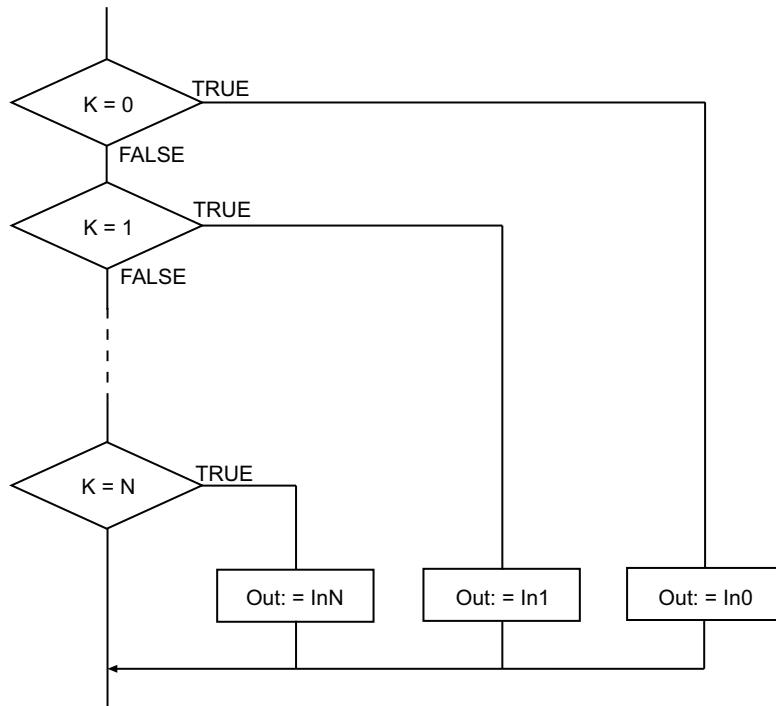 K = 0
TRUE
FALSE
K = 1
TRUE
FALSE
K = N
TRUE
Out: = InN
Out: = In1
Out: = In0